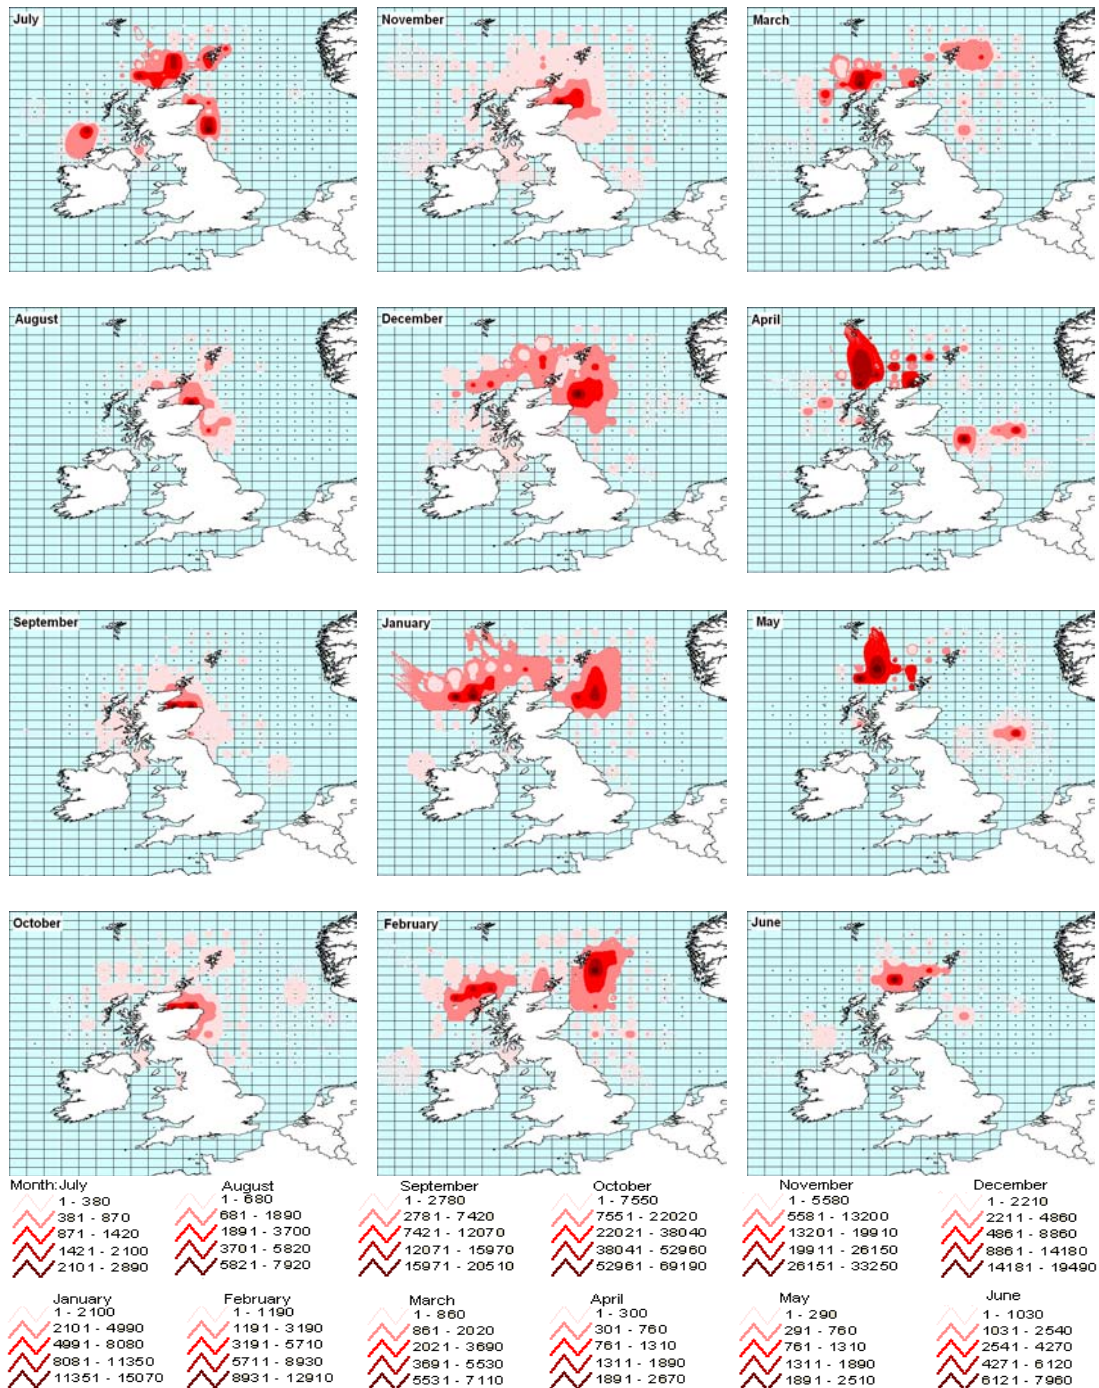 July
November
March
August
December
April
September
January
May
October
February
June
Month: July
1 - 380
381 - 870
871 - 1420
1421 - 2100
2101 - 2890
August
1 - 680
681 - 1890
1891 - 3700
3701 - 5820
5821 - 7920
September
1 - 2780
2781 - 7420
7421 - 12070
12071 - 15970
15971 - 20510
October
1 - 7550
7551 - 22020
22021 - 38040
38041 - 52960
52961 - 69190
November
1 - 5580
5581 - 13200
13201 - 19910
19911 - 26150
26151 - 33250
December
1 - 2210
2211 - 4860
4861 - 8860
8861 - 14180
14181 - 19490
January
1 - 2100
2101 - 4990
4991 - 8080
8081 - 11350
11351 - 15070
February
1 - 1190
1191 - 3190
3191 - 5710
5711 - 8930
8931 - 12910
March
1 - 860
861 - 2020
2021 - 3690
3691 - 5530
5531 - 7110
April
1 - 300
301 - 760
761 - 1310
1311 - 1890
1891 - 2670
May
1 - 290
291 - 760
761 - 1310
1311 - 1890
1891 - 2510
June
1 - 1030
1031 - 2540
2541 - 4270
4271 - 6120
6121 - 7960